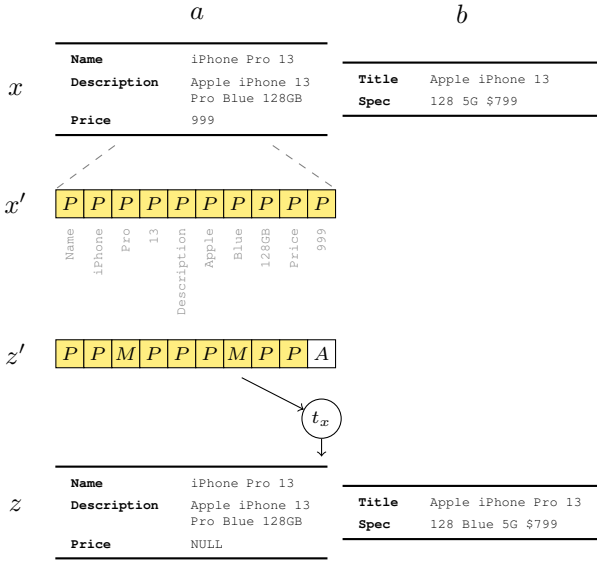 a b
x
Name iPhone Pro 13
Description Apple iPhone 13
Pro Blue 128GB
Price 999
Title Apple iPhone 13
Spec 128 5G $799
x′ P P P P P P P P P P
Name iPhone Pro 13 Description Apple Blue 128GB Price 999
z′ P P M P P P M P P A
t_x
z
Name iPhone Pro 13
Description Apple iPhone 13
Pro Blue 128GB
Price NULL
Title Apple iPhone Pro 13
Spec 128 Blue 5G $799